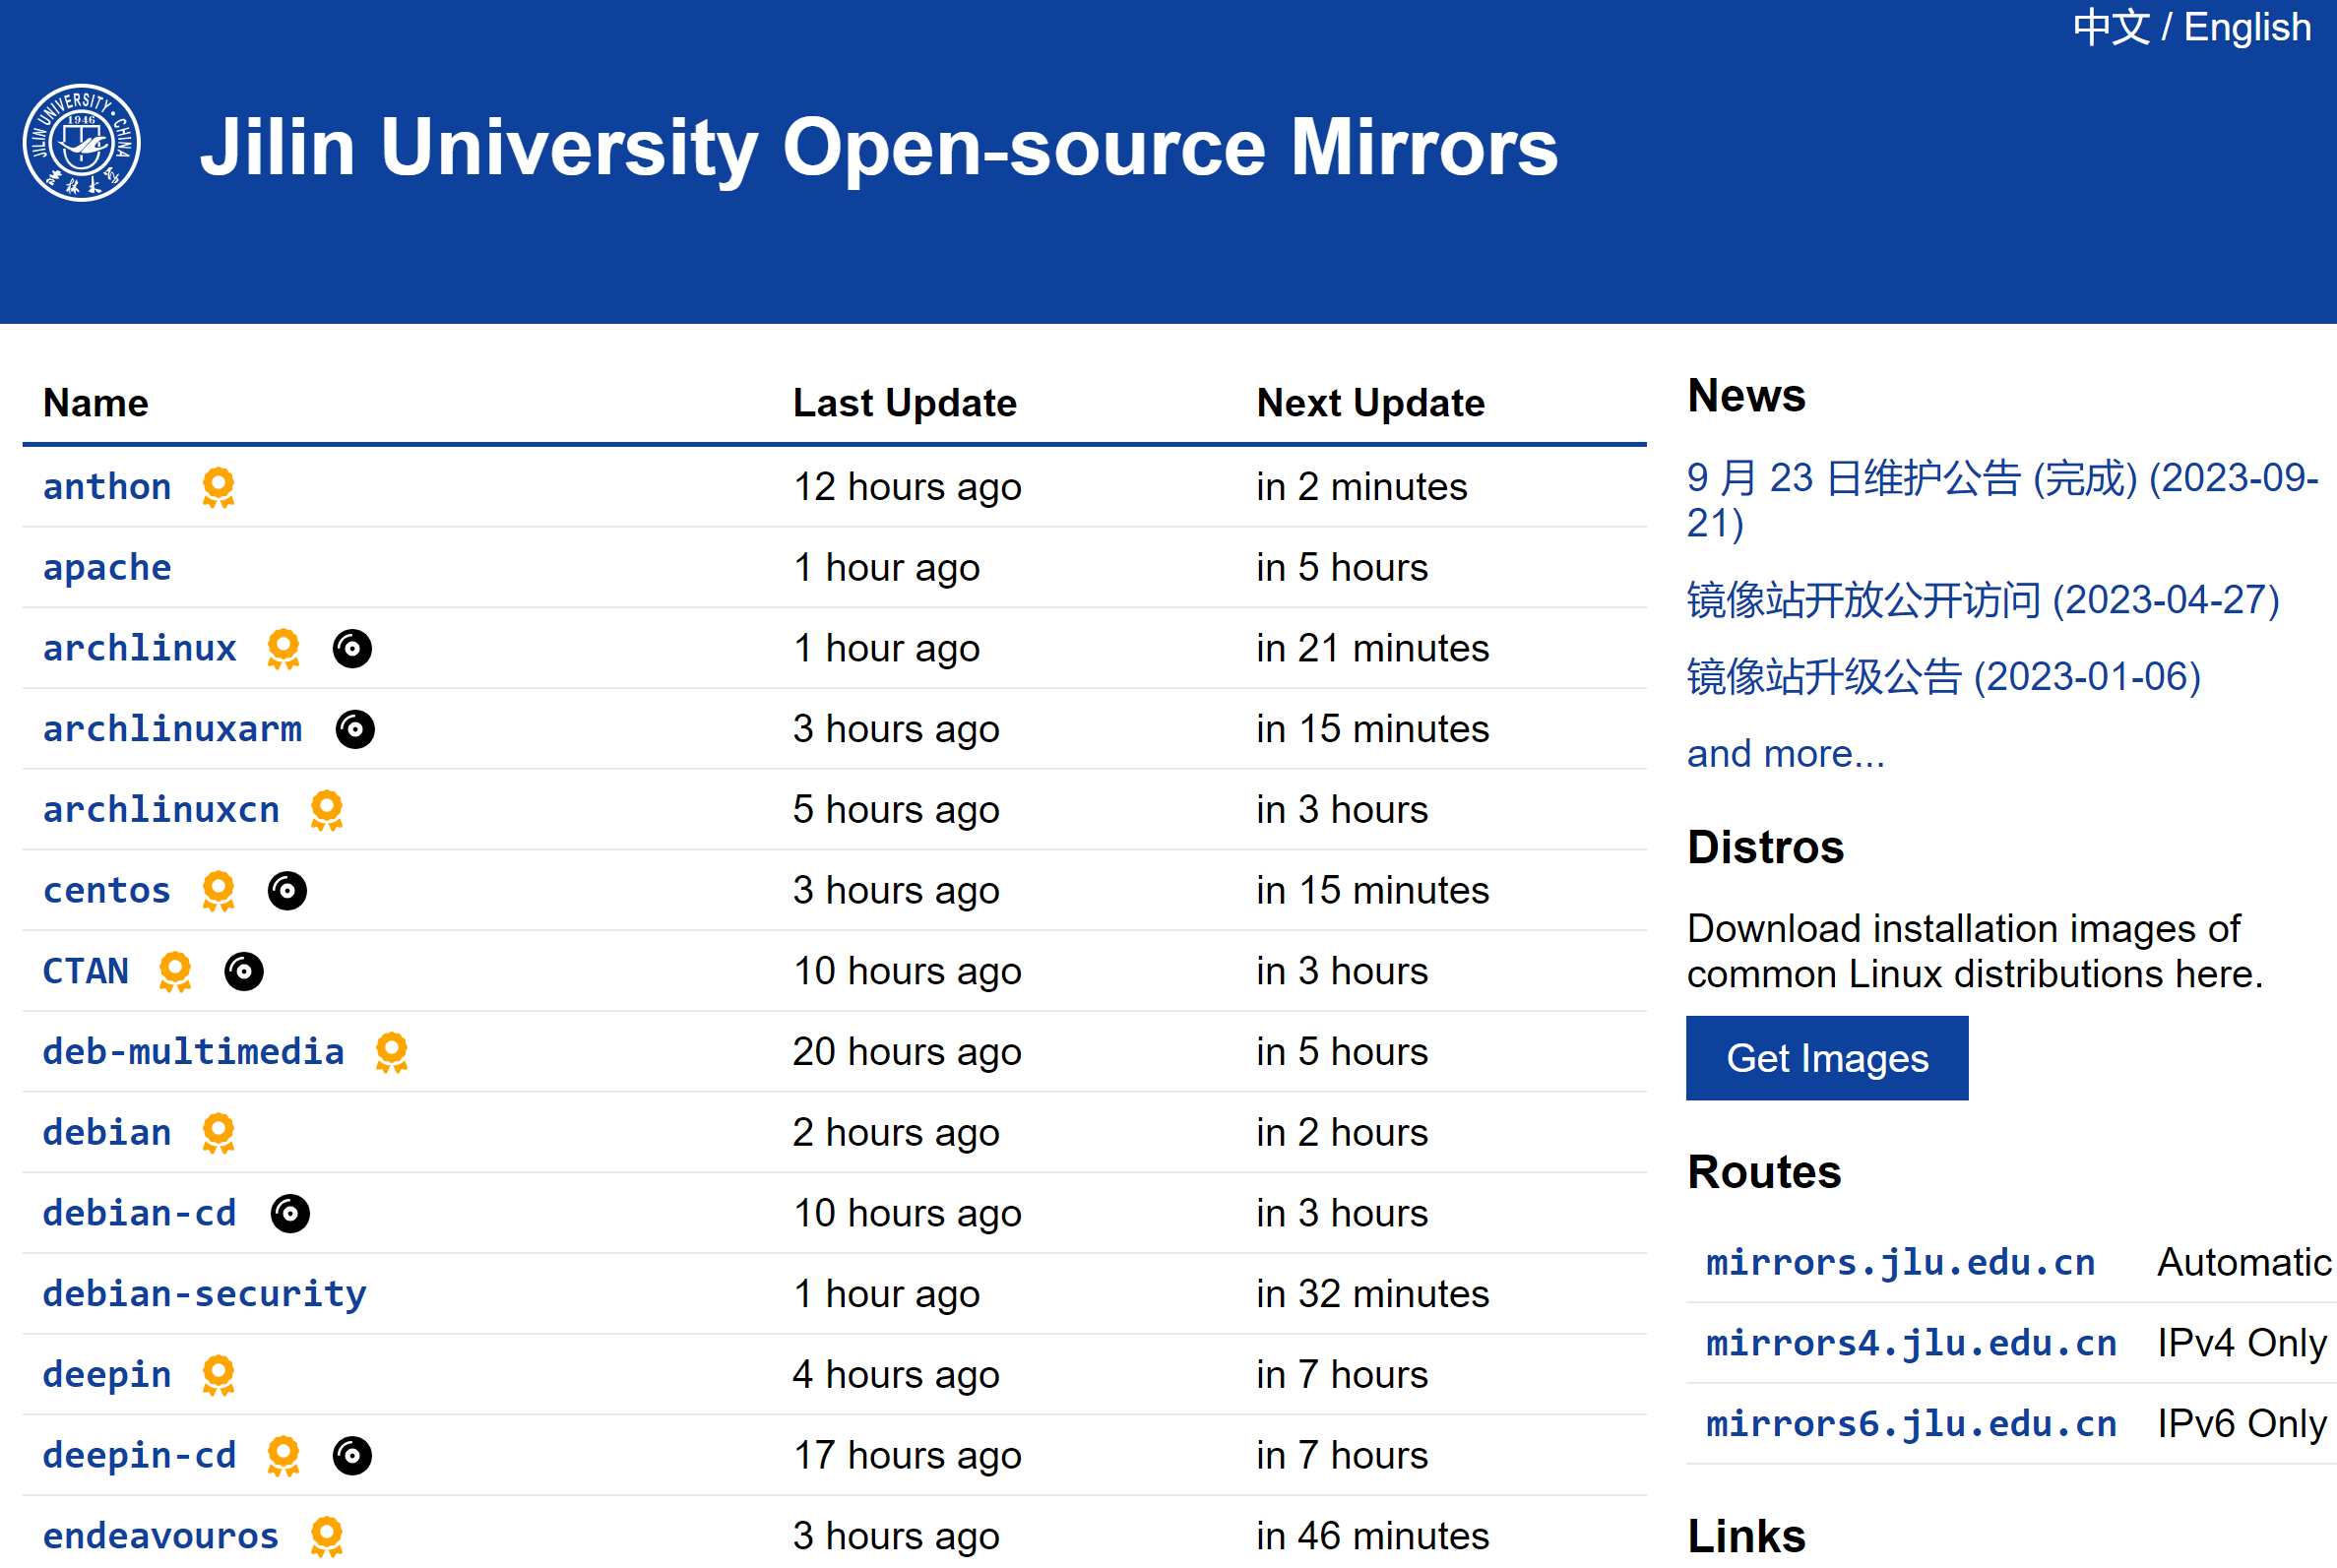 中文 / English
JILIN UNIVERSITY · CHINA
1946
吉林大学
Jilin University Open-source Mirrors
Name Last Update Next Update
anthon 12 hours ago in 2 minutes
apache 1 hour ago in 5 hours
archlinux 1 hour ago in 21 minutes
archlinuxarm 3 hours ago in 15 minutes
archlinuxcn 5 hours ago in 3 hours
centos 3 hours ago in 15 minutes
CTAN 10 hours ago in 3 hours
deb-multimedia 20 hours ago in 5 hours
debian 2 hours ago in 2 hours
debian-cd 10 hours ago in 3 hours
debian-security 1 hour ago in 32 minutes
deepin 4 hours ago in 7 hours
deepin-cd 17 hours ago in 7 hours
endeavouros 3 hours ago in 46 minutes
News
9 月 23 日维护公告 (完成) (2023-09-
21)
镜像站开放公开访问 (2023-04-27)
镜像站升级公告 (2023-01-06)
and more...
Distros
Download installation images of
common Linux distributions here.
Get Images
Routes
mirrors.jlu.edu.cn Automatic
mirrors4.jlu.edu.cn IPv4 Only
mirrors6.jlu.edu.cn IPv6 Only
Links